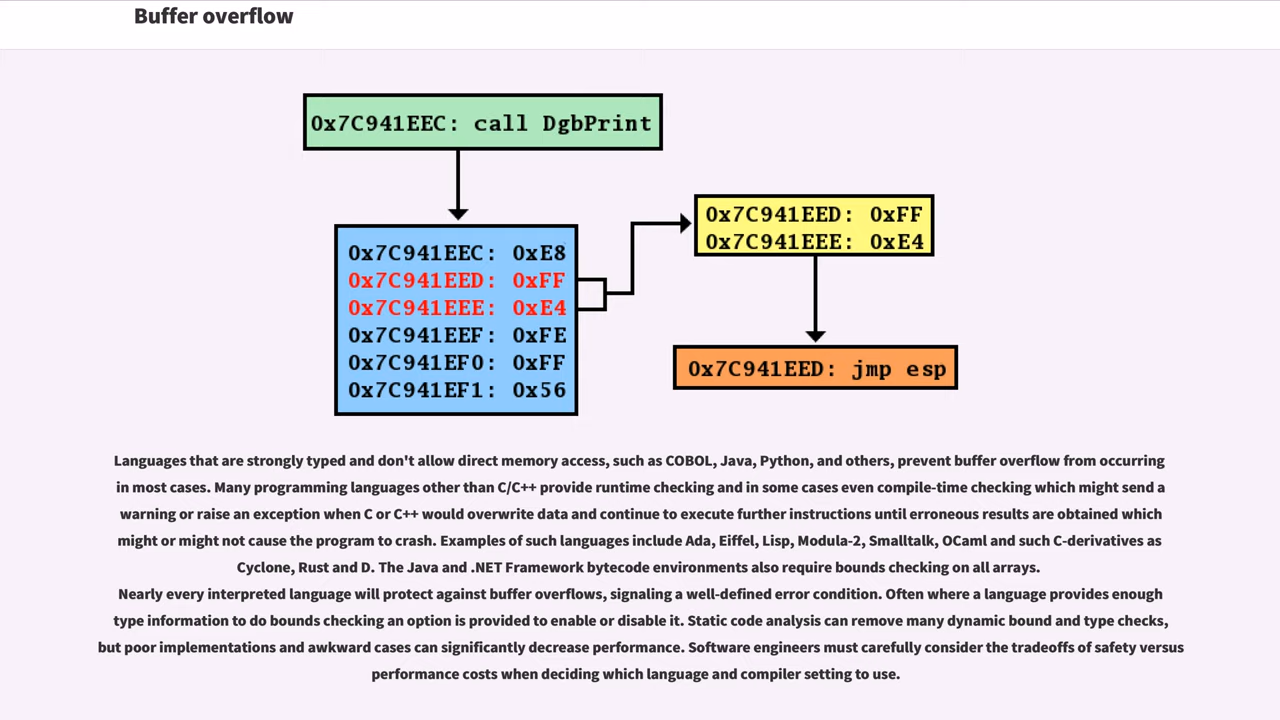 Buffer overflow
0x7C941EEC: call DgbPrint
0x7C941EEC: 0xE8
0x7C941EED: 0xFF
0x7C941EEE: 0xE4
0x7C941EEF: 0xFE
0x7C941EF0: 0xFF
0x7C941EF1: 0x56
0x7C941EED: 0xFF
0x7C941EEE: 0xE4
0x7C941EED: jmp esp
Languages that are strongly typed and don't allow direct memory access, such as COBOL, Java, Python, and others, prevent buffer overflow from occurring
in most cases. Many programming languages other than C/C++ provide runtime checking and in some cases even compile-time checking which might send a
warning or raise an exception when C or C++ would overwrite data and continue to execute further instructions until erroneous results are obtained which
might or might not cause the program to crash. Examples of such languages include Ada, Eiffel, Lisp, Modula-2, Smalltalk, OCaml and such C-derivatives as
Cyclone, Rust and D. The Java and .NET Framework bytecode environments also require bounds checking on all arrays.
Nearly every interpreted language will protect against buffer overflows, signaling a well-defined error condition. Often where a language provides enough
type information to do bounds checking an option is provided to enable or disable it. Static code analysis can remove many dynamic bound and type checks,
but poor implementations and awkward cases can significantly decrease performance. Software engineers must carefully consider the tradeoffs of safety versus
performance costs when deciding which language and compiler setting to use.